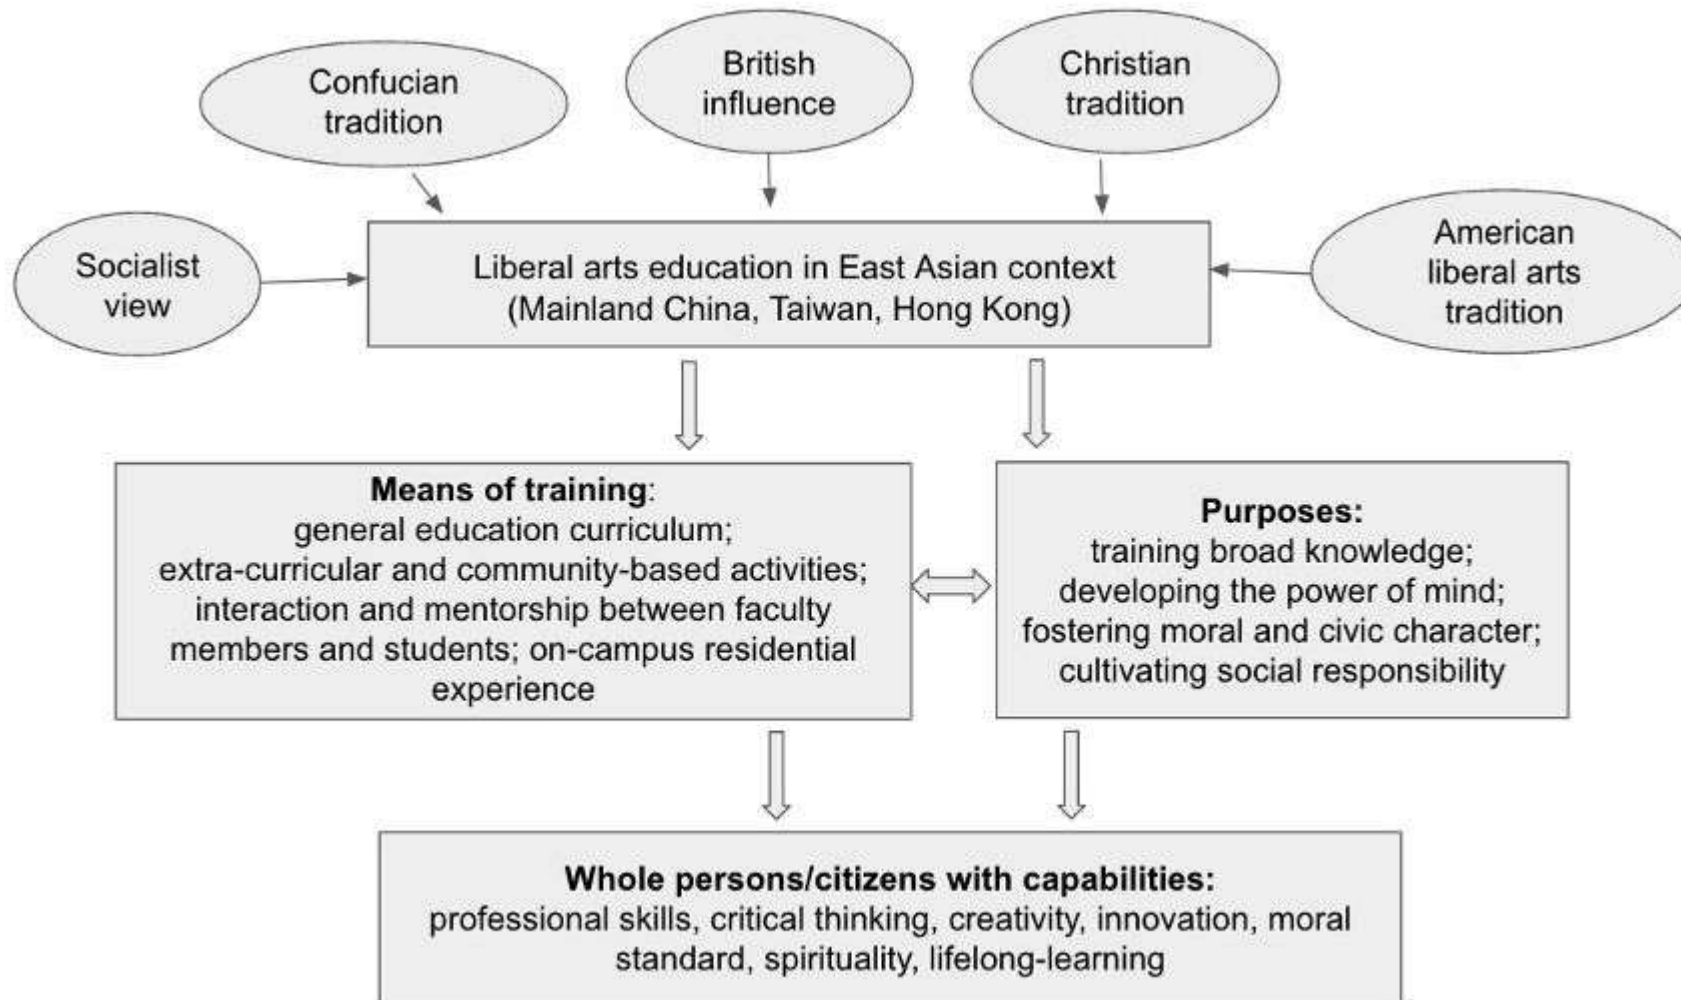 Confucian
tradition
British
influence
Christian
tradition
Socialist
view
American
liberal arts
tradition
Liberal arts education in East Asian context
(Mainland China, Taiwan, Hong Kong)
Means of training:
general education curriculum;
extra-curricular and community-based activities;
interaction and mentorship between faculty
members and students; on-campus residential
experience
Purposes:
training broad knowledge;
developing the power of mind;
fostering moral and civic character;
cultivating social responsibility
Whole persons/citizens with capabilities:
professional skills, critical thinking, creativity, innovation, moral
standard, spirituality, lifelong-learning